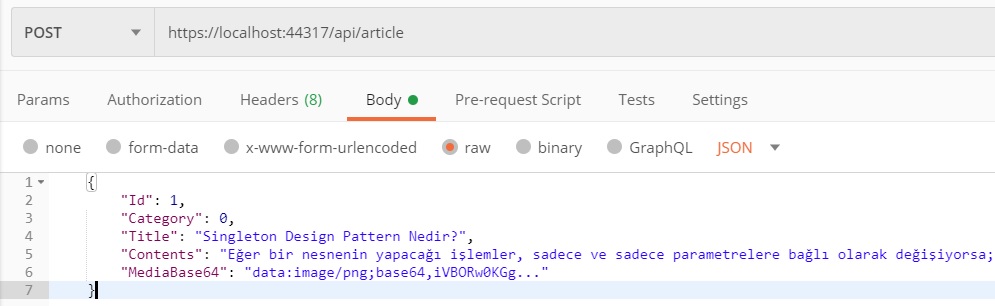 POST https://localhost:44317/api/article
Params Authorization Headers (8) Body Pre-request Script Tests Settings
none form-data x-www-form-urlencoded raw binary GraphQL JSON
1 {
2 "Id": 1,
3 "Category": 0,
4 "Title": "Singleton Design Pattern Nedir?",
5 "Contents": "Eğer bir nesnenin yapacağı işlemler, sadece ve sadece parametrelere bağlı olarak değişiyorsa;
6 "MediaBase64": "data:image/png;base64,iVBORw0KGg..."
7 }